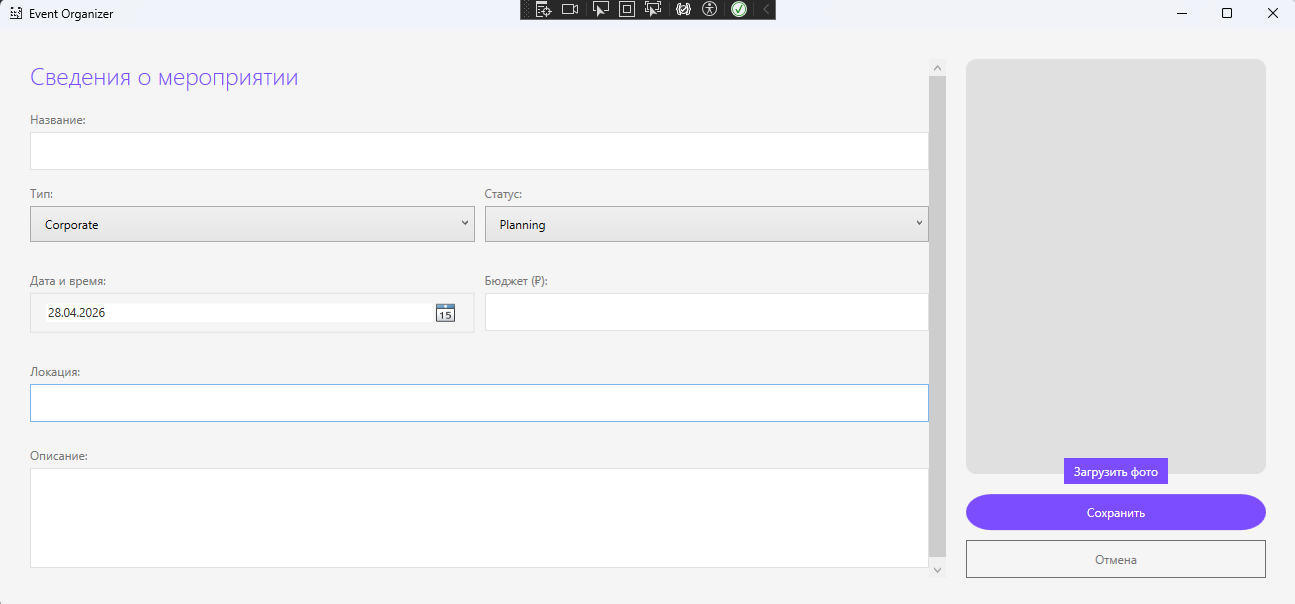 Event Organizer
Сведения о мероприятии
Название:
Тип:
Статус:
Corporate
Planning
Дата и время:
Бюджет (₽):
28.04.2026
15
Локация:
Описание:
Загрузить фото
Сохранить
Отмена